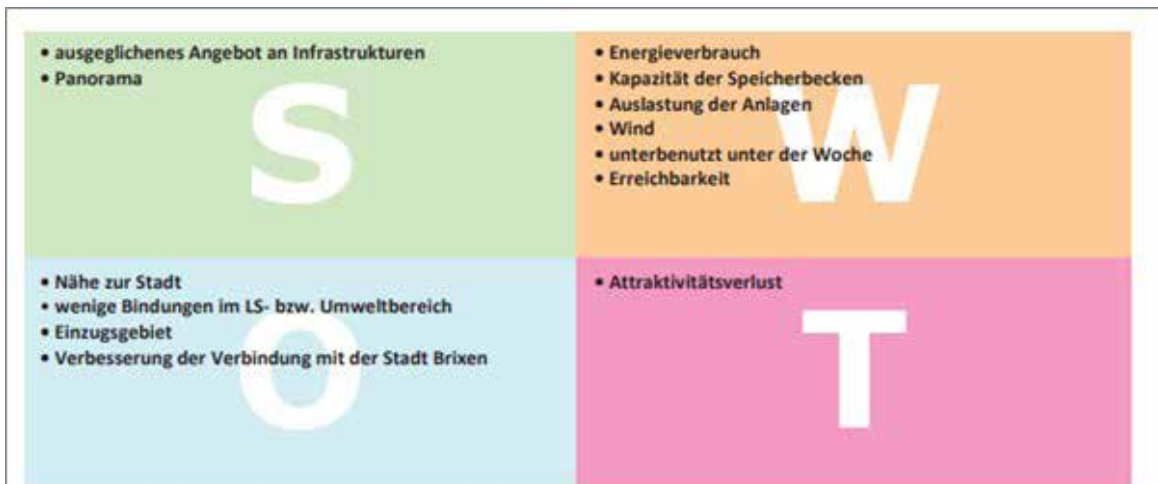 • ausgeglichenes Angebot an Infrastrukturen
• Panorama
S
• Energieverbrauch
• Kapazität der Speicherbecken
• Auslastung der Anlagen
• Wind
• unterbenutzt unter der Woche
• Erreichbarkeit
W
• Nähe zur Stadt
• wenige Bindungen im LS- bzw. Umweltbereich
• Einzugsgebiet
• Verbesserung der Verbindung mit der Stadt Brixen
O
• Attraktivitätsverlust
T